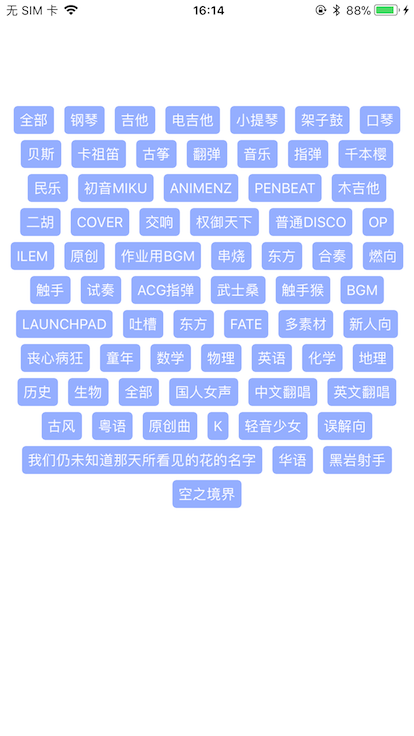 无 SIM 卡 16:14 88%
全部 钢琴 吉他 电吉他 小提琴 架子鼓 口琴
贝斯 卡祖笛 古筝 翻弹 音乐 指弹 千本樱
民乐 初音MIKU ANIMENZ PENBEAT 木吉他
二胡 COVER 交响 权御天下 普通DISCO OP
ILEM 原创 作业用BGM 串烧 东方 合奏 燃向
触手 试奏 ACG指弹 武士桑 触手猴 BGM
LAUNCHPAD 吐槽 东方 FATE 多素材 新人向
丧心病狂 童年 数学 物理 英语 化学 地理
历史 生物 全部 国人女声 中文翻唱 英文翻唱
古风 粤语 原创曲 K 轻音少女 误解向
我们仍未知道那天所看见的花的名字 华语 黑岩射手
空之境界